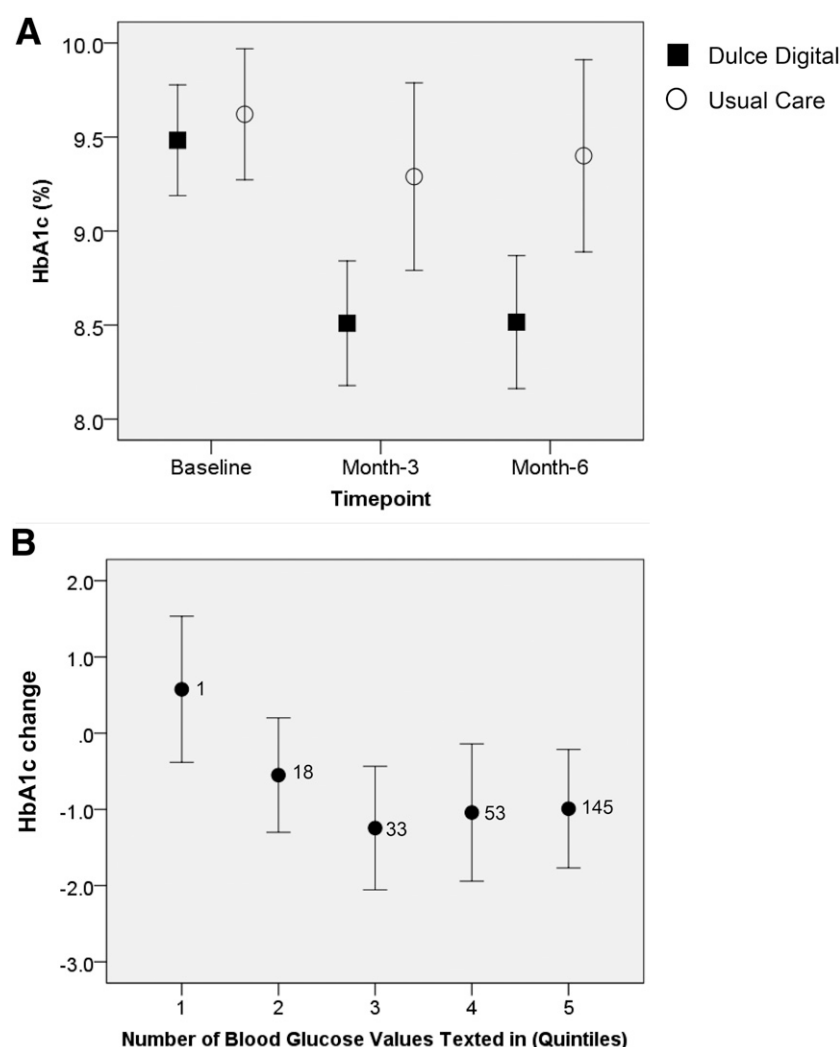 A
10.0
9.5
9.0
8.5
8.0
HbA1c (%)
Baseline Month-3 Month-6
Timepoint
Dulce Digital
Usual Care
B
2.0
1.0
.0
-1.0
-2.0
-3.0
HbA1c change
1
18
33
53
145
1 2 3 4 5
Number of Blood Glucose Values Texted in (Quintiles)